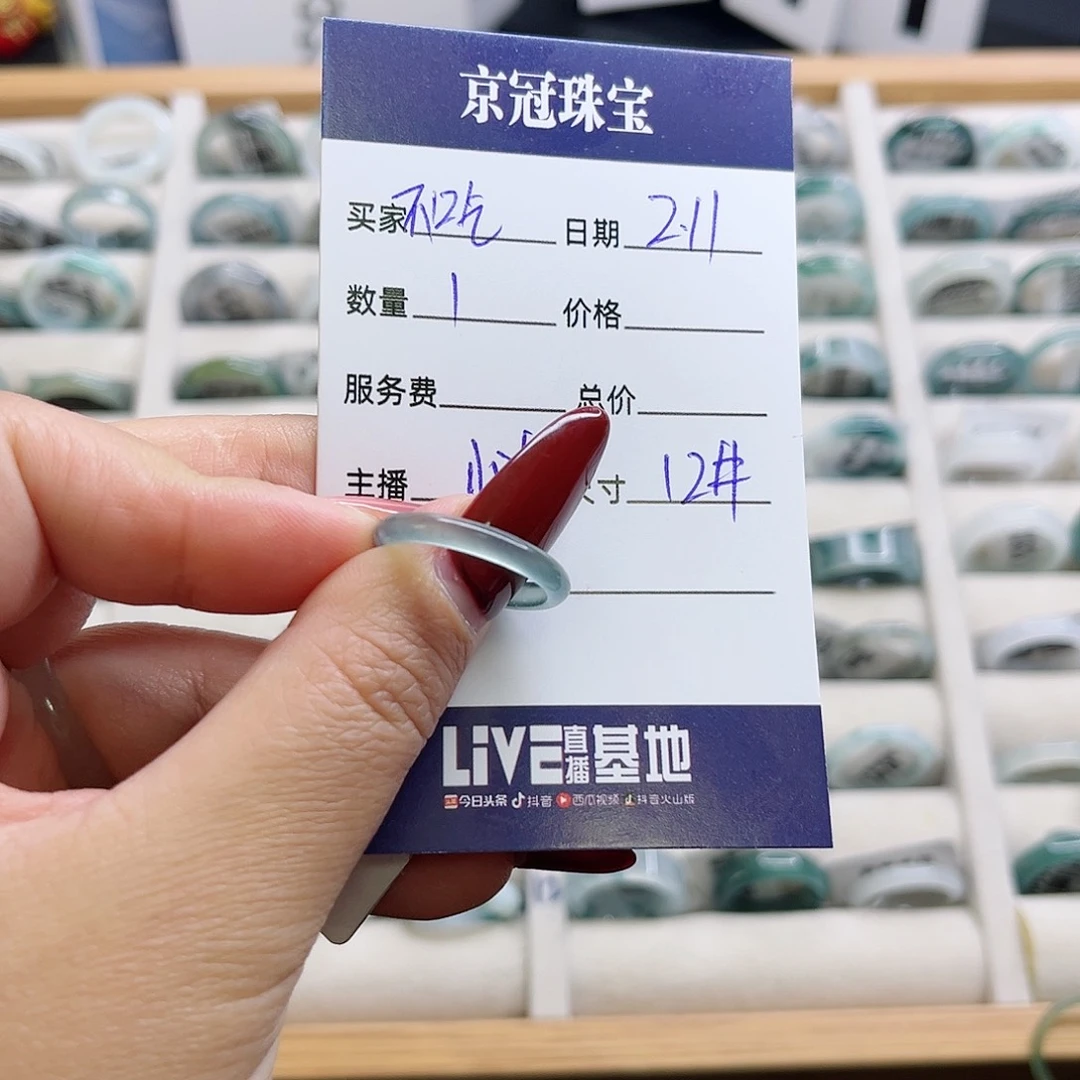 京冠珠宝
买家 不吃 日期 2.11
数量 1 价格
服务费 总价
主播 寸 12#
LIVE直播基地
今日头条 抖音 西瓜视频 抖音火山版